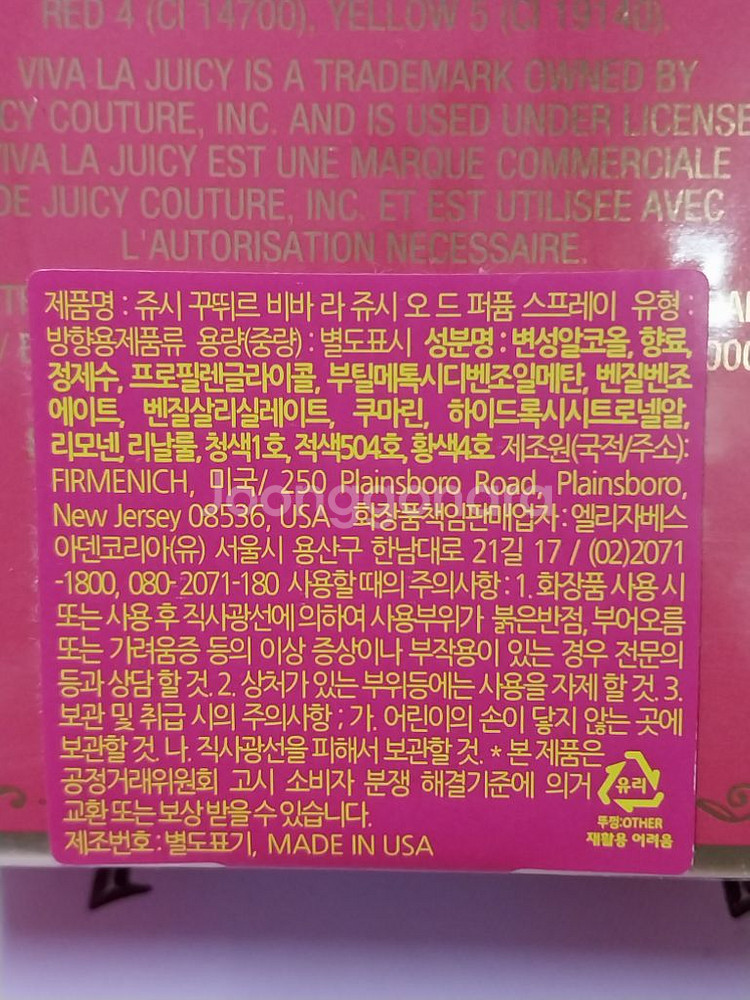 RED 4 (CI 14700), YELLOW 5 (CI 19140).
VIVA LA JUICY IS A TRADEMARK OWNED BY
CY COUTURE, INC. AND IS USED UNDER LICENSE
VIVA LA JUICY EST UNE MARQUE COMMERCIALE
DE JUICY COUTURE, INC. ET EST UTILISEE AVEC
L'AUTORISATION NECESSAIRE.
제품명 : 쥬시 꾸뛰르 비바 라 쥬시 오 드 퍼퓸 스프레이 유형 :
방향용제품류 용량(중량) : 별도표시 성분명 : 변성알코올, 향료,
정제수, 프로필렌글라이콜, 부틸메톡시디벤조일메탄, 벤질벤조
에이트, 벤질살리실레이트, 쿠마린, 하이드록시시트로넬알,
리모넨, 리날룰, 청색1호, 적색504호, 황색4호 제조원(국적/주소):
FIRMENICH, 미국/ 250 Plainsboro Road, Plainsboro,
New Jersey 08536, USA 화장품책임판매업자 : 엘리자베스
아덴코리아(유) 서울시 용산구 한남대로 21길 17 / (02)2071
-1800, 080-2071-180 사용할 때의 주의사항 : 1. 화장품 사용 시
또는 사용 후 직사광선에 의하여 사용부위가 붉은반점, 부어오름
또는 가려움증 등의 이상 증상이나 부작용이 있는 경우 전문의
등과 상담 할 것. 2. 상처가 있는 부위등에는 사용을 자제 할 것. 3.
보관 및 취급 시의 주의사항 ; 가. 어린이의 손이 닿지 않는 곳에
보관할 것. 나. 직사광선을 피해서 보관할 것. * 본 제품은
공정거래위원회 고시 소비자 분쟁 해결기준에 의거
교환 또는 보상 받을 수 있습니다.
제조번호 : 별도표기, MADE IN USA
유리
뚜껑:OTHER
재활용 어려움
Joonggonara